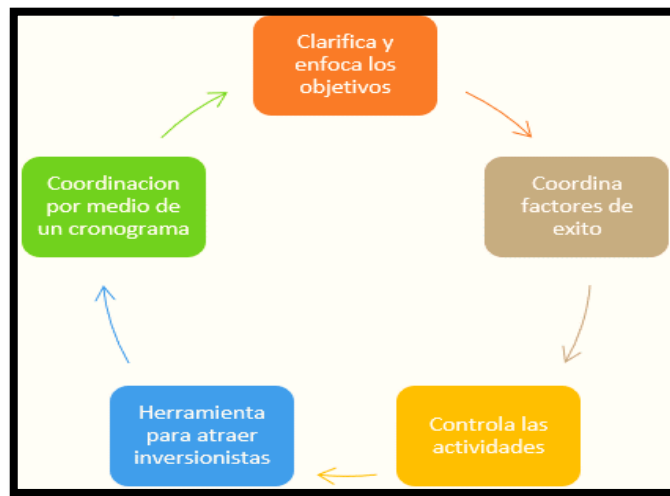 Clarifica y
enfoca los
objetivos
Coordina
factores de
exito
Controla las
actividades
Herramienta
para atraer
inversionistas
Coordinacion
por medio de
un cronograma